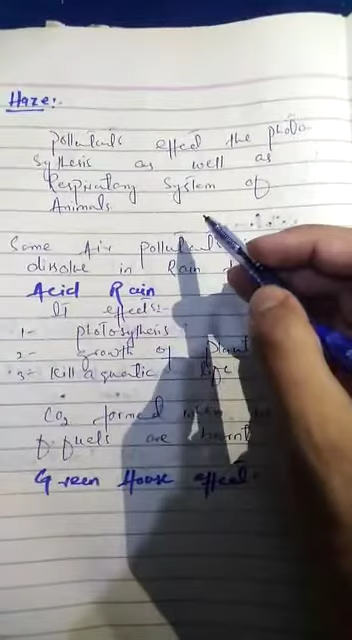 Haze:-
Pollutants effect the photo-
sythesis as well as
Respiratory System of
Animals
Some Air pollutants
dissolve in Rain
Acid Rain
It effects:-
1- photosythesis
2- growth of Plant
3- Kill aquatic life
CO2 formed when
f. fuels are burnt
Green House effect